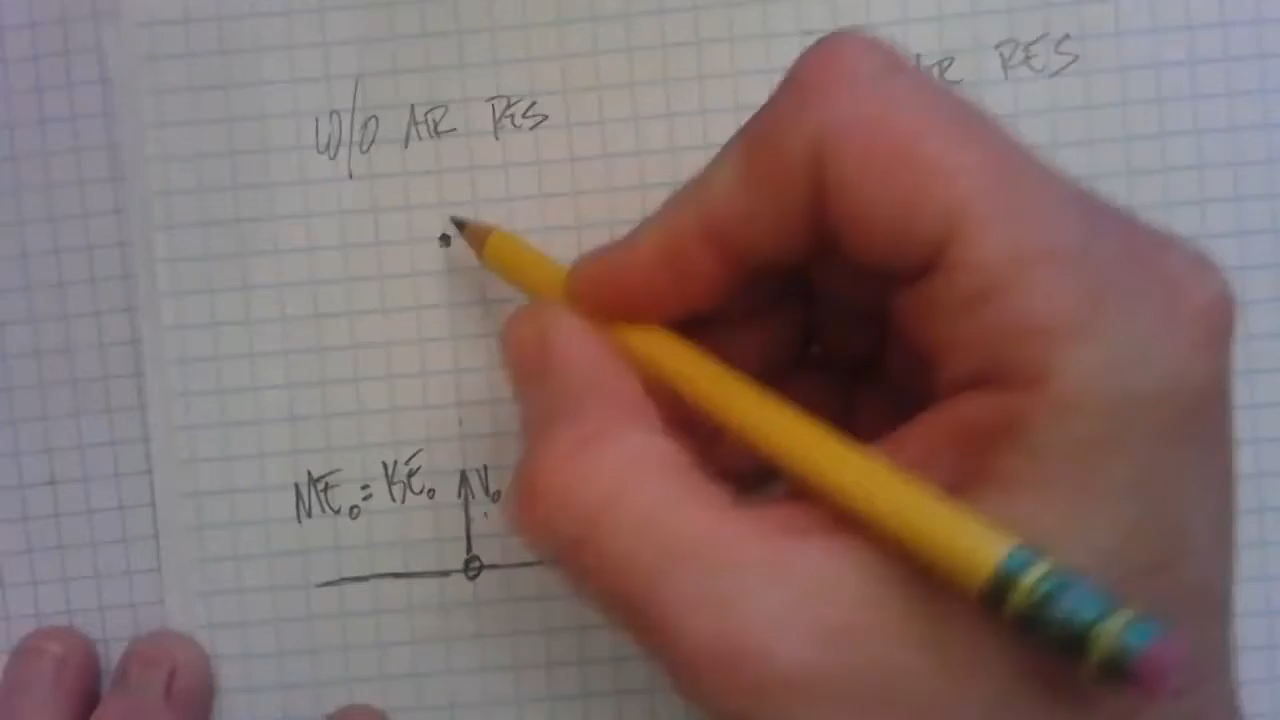 W/O AIR RES
RES
ME₀ = KE₀
V₀